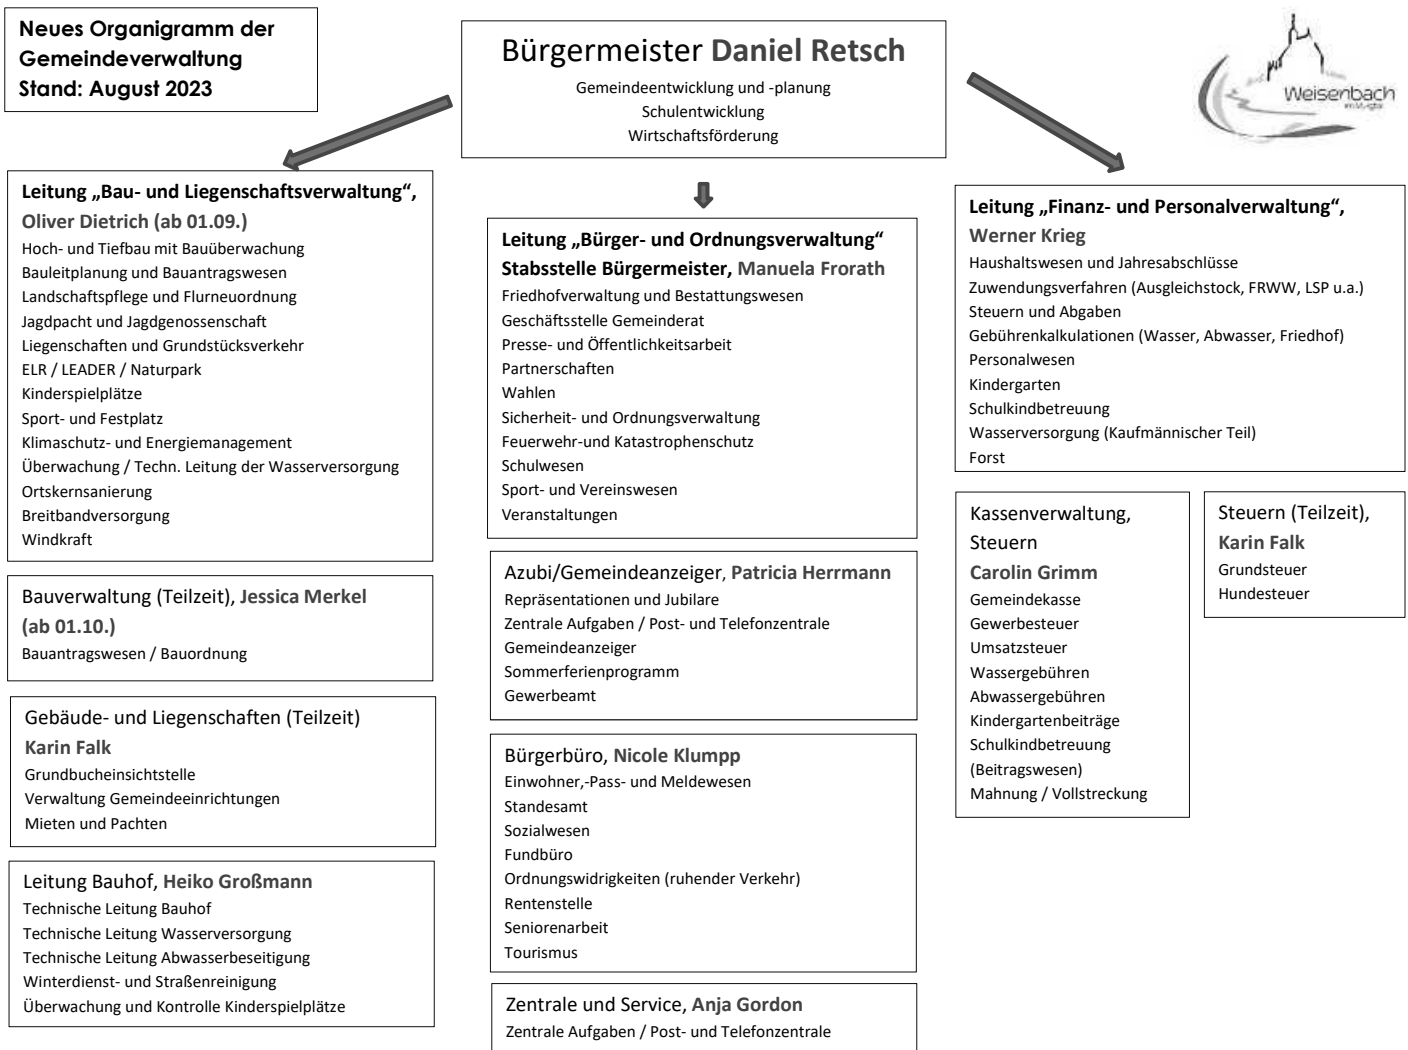 Neues Organigramm der
Gemeindeverwaltung
Stand: August 2023
Bürgermeister Daniel Retsch
Gemeindeentwicklung und -planung
Schulentwicklung
Wirtschaftsförderung
Weisenbach
Leitung „Bau- und Liegenschaftsverwaltung“,
Oliver Dietrich (ab 01.09.)
Hoch- und Tiefbau mit Bauüberwachung
Bauleitplanung und Bauantragswesen
Landschaftspflege und Flurneuordnung
Jagdpacht und Jagdgenossenschaft
Liegenschaften und Grundstücksverkehr
ELR / LEADER / Naturpark
Kinderspielplätze
Sport- und Festplatz
Klimaschutz- und Energiemanagement
Überwachung / Techn. Leitung der Wasserversorgung
Ortskernsanierung
Breitbandversorgung
Windkraft
Bauverwaltung (Teilzeit), Jessica Merkel
(ab 01.10.)
Bauantragswesen / Bauordnung
Gebäude- und Liegenschaften (Teilzeit)
Karin Falk
Grundbucheinsichtstelle
Verwaltung Gemeindeeinrichtungen
Mieten und Pachten
Leitung Bauhof, Heiko Großmann
Technische Leitung Bauhof
Technische Leitung Wasserversorgung
Technische Leitung Abwasserbeseitigung
Winterdienst- und Straßenreinigung
Überwachung und Kontrolle Kinderspielplätze
Leitung „Bürger- und Ordnungsverwaltung“
Stabsstelle Bürgermeister, Manuela Frorath
Friedhofverwaltung und Bestattungswesen
Geschäftsstelle Gemeinderat
Presse- und Öffentlichkeitsarbeit
Partnerschaften
Wahlen
Sicherheit- und Ordnungsverwaltung
Feuerwehr-und Katastrophenschutz
Schulwesen
Sport- und Vereinswesen
Veranstaltungen
Azubi/Gemeindeanzeiger, Patricia Herrmann
Repräsentationen und Jubilare
Zentrale Aufgaben / Post- und Telefonzentrale
Gemeindeanzeiger
Sommerferienprogramm
Gewerbeamt
Bürgerbüro, Nicole Klumpp
Einwohner,-Pass- und Meldewesen
Standesamt
Sozialwesen
Fundbüro
Ordnungswidrigkeiten (ruhender Verkehr)
Rentenstelle
Seniorenarbeit
Tourismus
Zentrale und Service, Anja Gordon
Zentrale Aufgaben / Post- und Telefonzentrale
Leitung „Finanz- und Personalverwaltung“,
Werner Krieg
Haushaltswesen und Jahresabschlüsse
Zuwendungsverfahren (Ausgleichstock, FRWW, LSP u.a.)
Steuern und Abgaben
Gebührenkalkulationen (Wasser, Abwasser, Friedhof)
Personalwesen
Kindergarten
Schulkindbetreuung
Wasserversorgung (Kaufmännischer Teil)
Forst
Kassenverwaltung,
Steuern
Carolin Grimm
Gemeindekasse
Gewerbesteuer
Umsatzsteuer
Wassergebühren
Abwassergebühren
Kindergartenbeiträge
Schulkindbetreuung
(Beitragswesen)
Mahnung / Vollstreckung
Steuern (Teilzeit),
Karin Falk
Grundsteuer
Hundesteuer